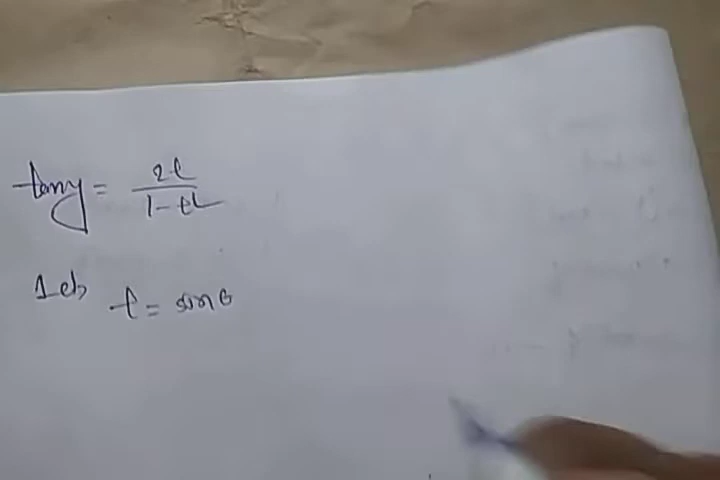 tany = 2t / 1-t²
Let t = sinθ